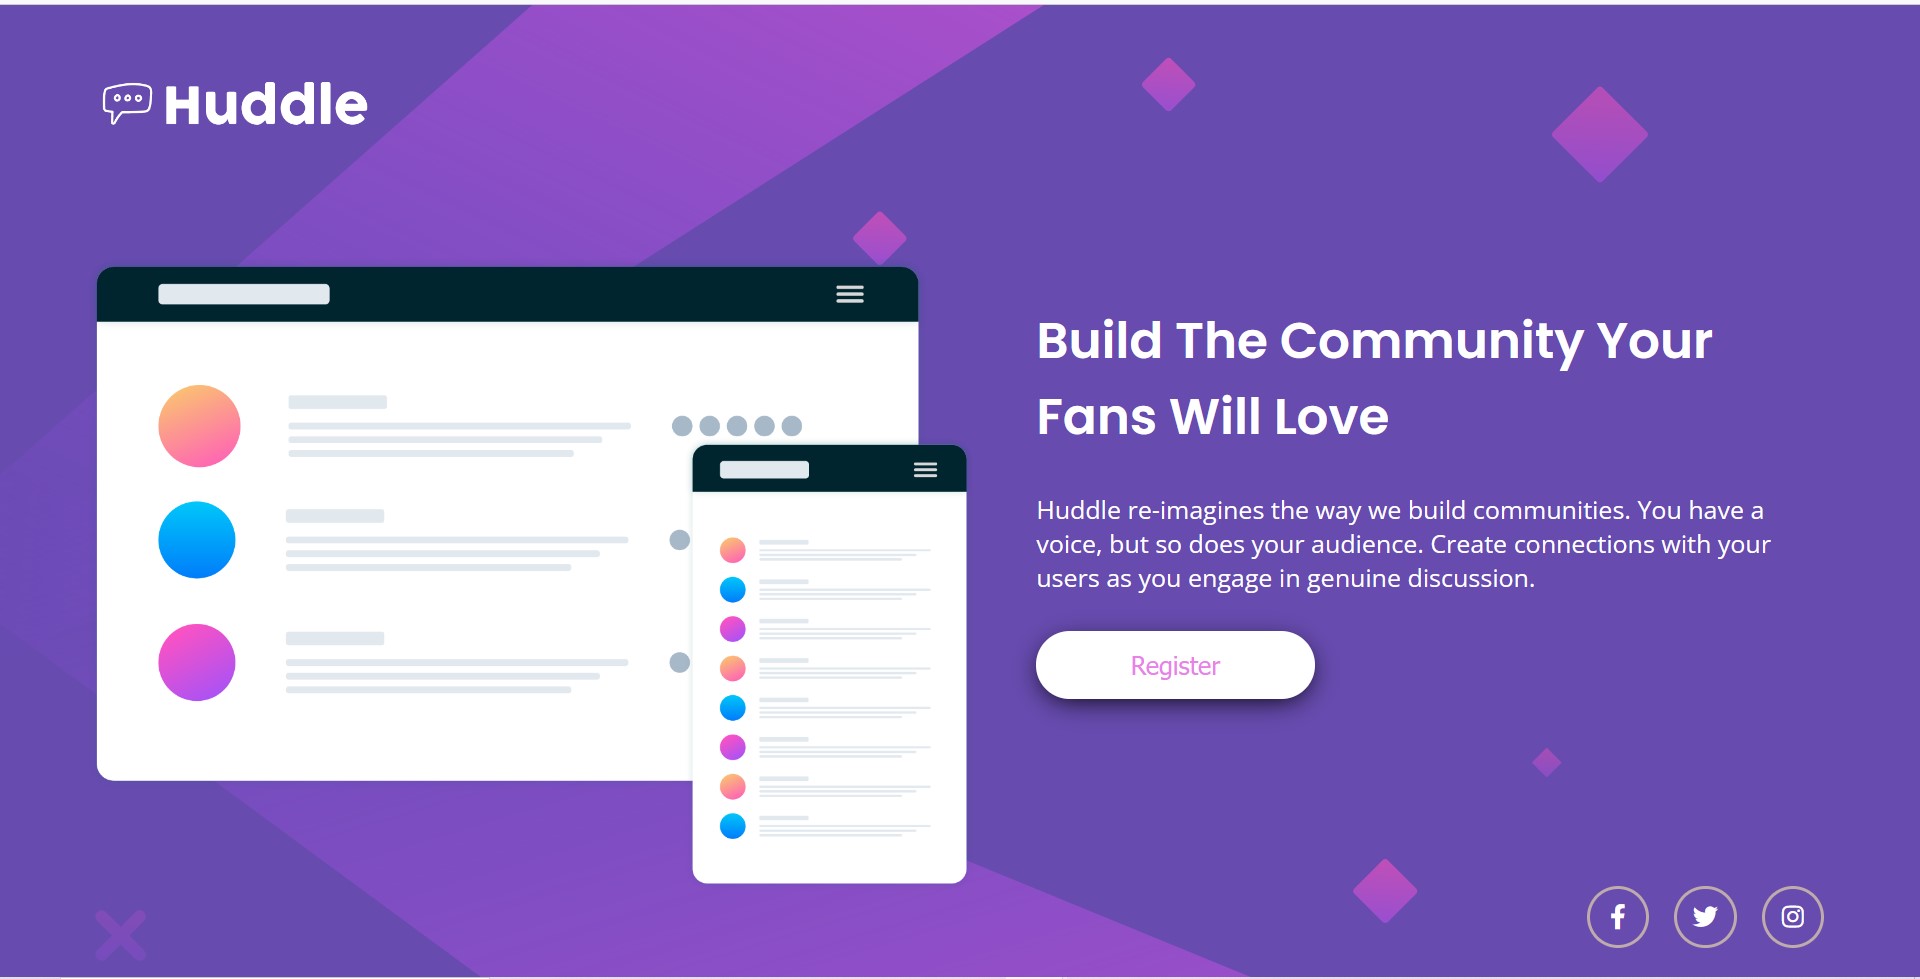 Huddle
Build The Community Your
Fans Will Love
Huddle re-imagines the way we build communities. You have a
voice, but so does your audience. Create connections with your
users as you engage in genuine discussion.
Register